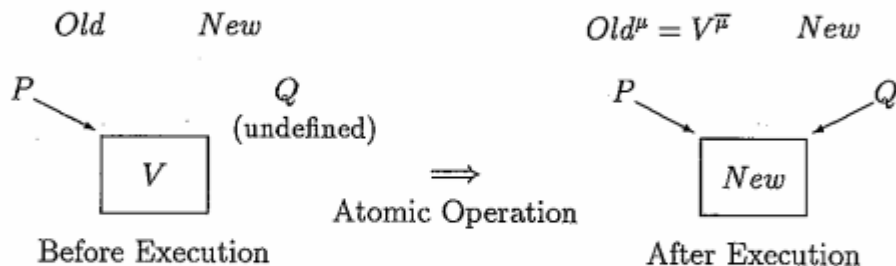 Old New Old^μ = V^μ̅ New
P Q P Q
(undefined)
V ⟹ New
Atomic Operation
Before Execution After Execution